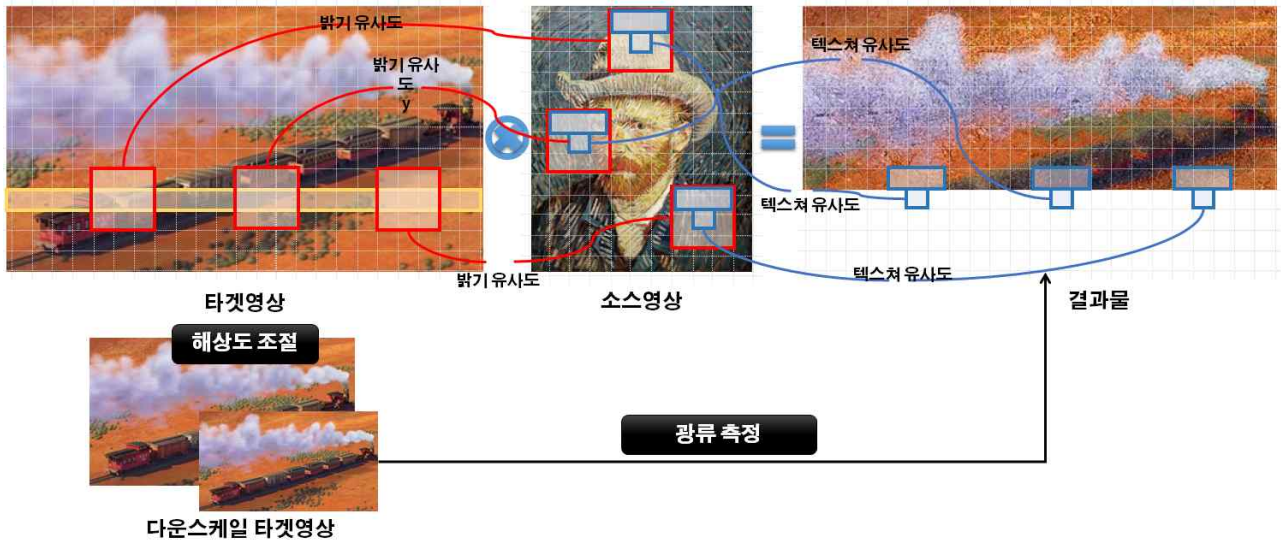 밝기 유사도
텍스쳐 유사도
밝기 유사
도
y
텍스쳐 유사도
밝기 유사도
텍스쳐 유사도
타겟영상
소스영상
결과물
해상도 조절
광류 측정
다운스케일 타겟영상